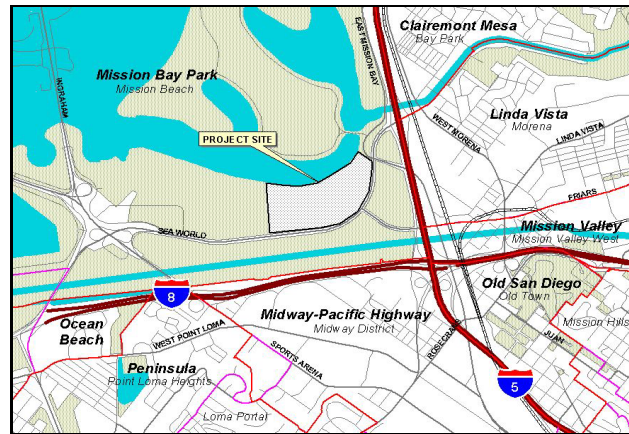 Clairemont Mesa
Bay Park
EAST MISSION BAY
INGRAHAM
Mission Bay Park
Mission Beach
Linda Vista
Morena
WEST MORENA
LINDA VISTA
PROJECT SITE
FRIARS
SEA WORLD
Mission Valley
Mission Valley West
8
Old San Diego
Old Town
Midway-Pacific Highway
Midway District
ROSECRANS
Mission Hills
JUAN
Ocean
Beach
WEST POINT LOMA
SPORTS ARENA
Peninsula
Point Loma Heights
5
Loma Portal